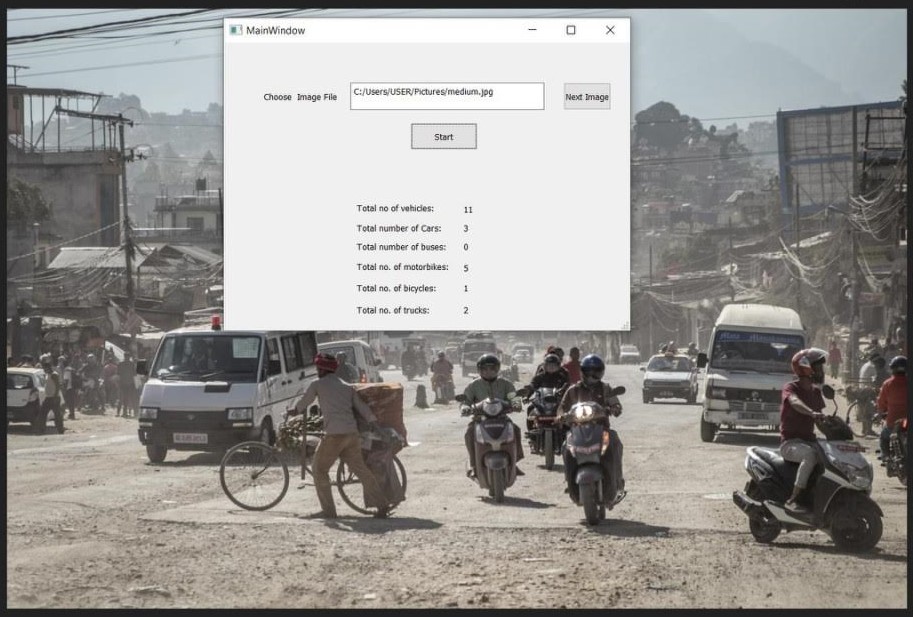 MainWindow
Choose Image File
C:/Users/USER/Pictures/medium.jpg
Next Image
Start
Total no of vehicles: 11
Total number of Cars: 3
Total number of buses: 0
Total no. of motorbikes: 5
Total no. of bicycles: 1
Total no. of trucks: 2